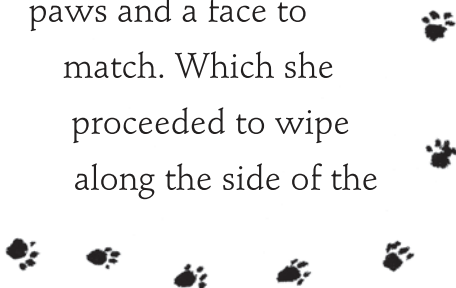 paws and a face to
match. Which she
proceeded to wipe
along the side of the